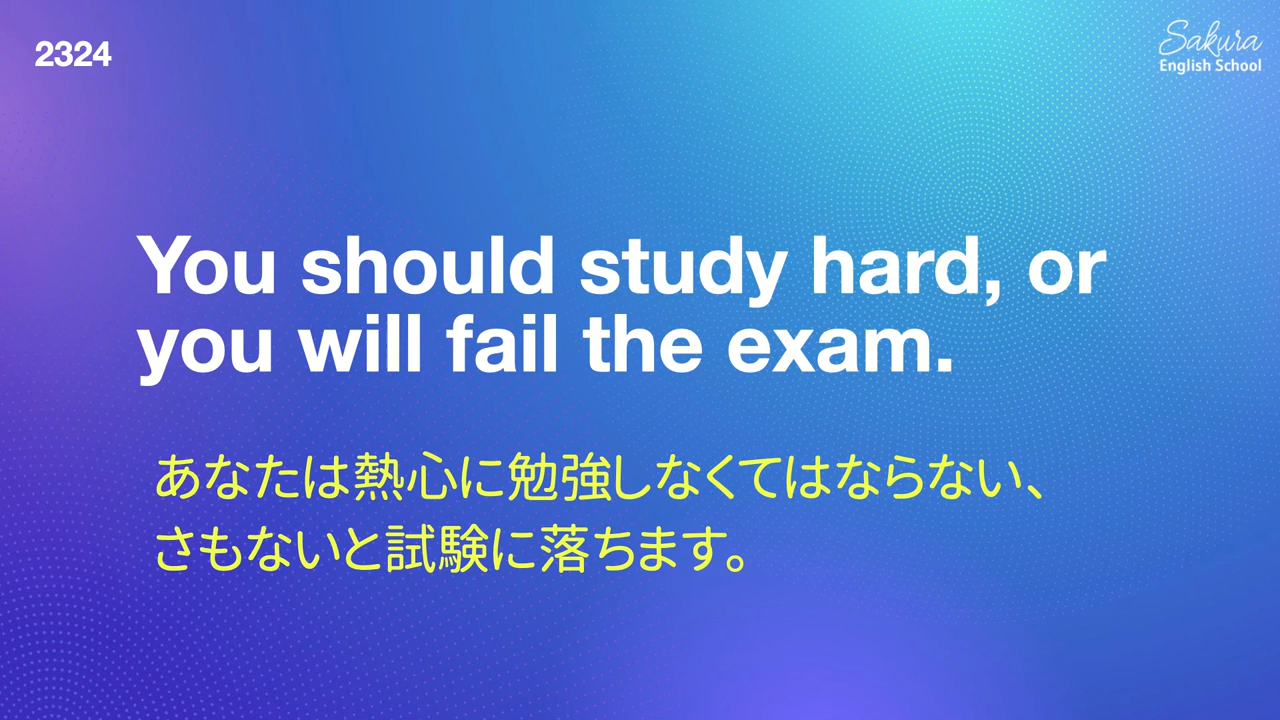 2324
Sakura
English School
You should study hard, or
you will fail the exam.
あなたは熱心に勉強しなくてはならない、
さもないと試験に落ちます。